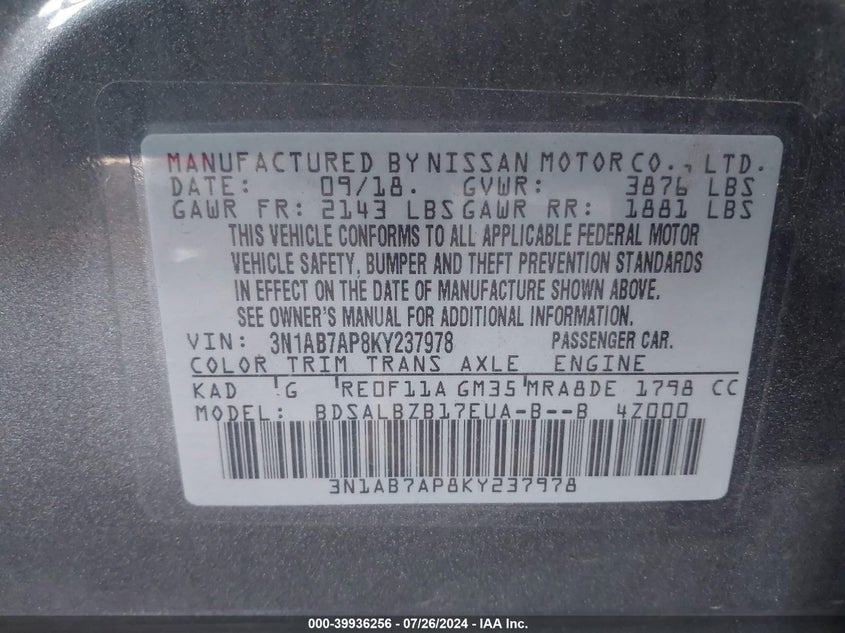 MANUFACTURED BY NISSAN MOTOR CO., LTD.
DATE: 09/18. GVWR: 3876 LBS
GAWR FR: 2143 LBS GAWR RR: 1881 LBS
THIS VEHICLE CONFORMS TO ALL APPLICABLE FEDERAL MOTOR
VEHICLE SAFETY, BUMPER AND THEFT PREVENTION STANDARDS
IN EFFECT ON THE DATE OF MANUFACTURE SHOWN ABOVE.
SEE OWNER'S MANUAL FOR ADDITIONAL INFORMATION.
VIN: 3N1AB7AP8KY237978 PASSENGER CAR.
COLOR TRIM TRANS AXLE ENGINE
KAD G RE0F11A GM35 MRA8DE 1798 CC
MODEL: BDSALBZB17EUA-B--B 4Z000
3N1AB7AP8KY237978
000-39936256 - 07/26/2024 - IAA Inc.